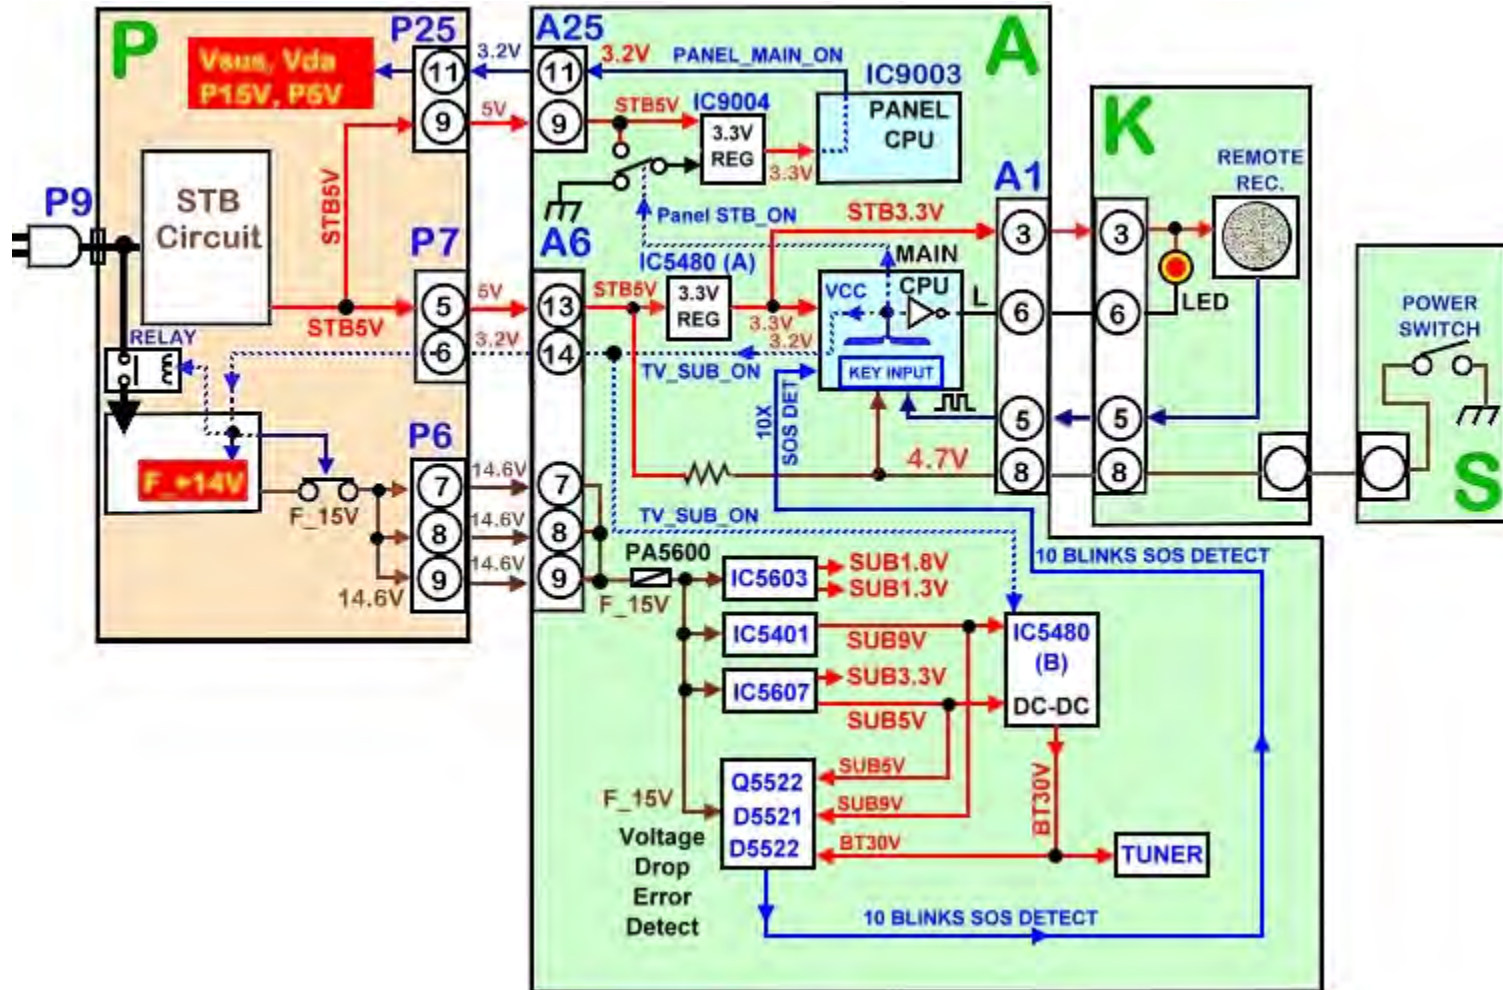 P
P25
A25
A
Vsus, Vda
P15V, P5V
11
3.2V
11
3.2V
PANEL_MAIN_ON
IC9003
PANEL
CPU
9
5V
9
STB5V
IC9004
3.3V
REG
3.3V
K
REMOTE
REC.
P9
STB
Circuit
STB5V
Panel STB_ON
STB3.3V
A1
3
3
P7
A6
IC5480 (A)
MAIN
CPU
5
5V
13
STB5V
3.3V
REG
3.3V
VCC
L
6
6
LED
POWER
SWITCH
STB5V
RELAY
6
3.2V
14
3.2V
TV_SUB_ON
KEY INPUT
10X
SOS DET
5
5
P6
F_+14V
F_15V
7
14.6V
7
4.7V
8
8
S
8
14.6V
8
TV_SUB_ON
10 BLINKS SOS DETECT
14.6V
9
14.6V
9
PA5600
F_15V
IC5603
SUB1.8V
SUB1.3V
IC5401
SUB9V
IC5480
(B)
DC-DC
IC5607
SUB3.3V
SUB5V
F_15V
Q5522
D5521
D5522
SUB5V
SUB9V
BT30V
BT30V
TUNER
Voltage
Drop
Error
Detect
10 BLINKS SOS DETECT